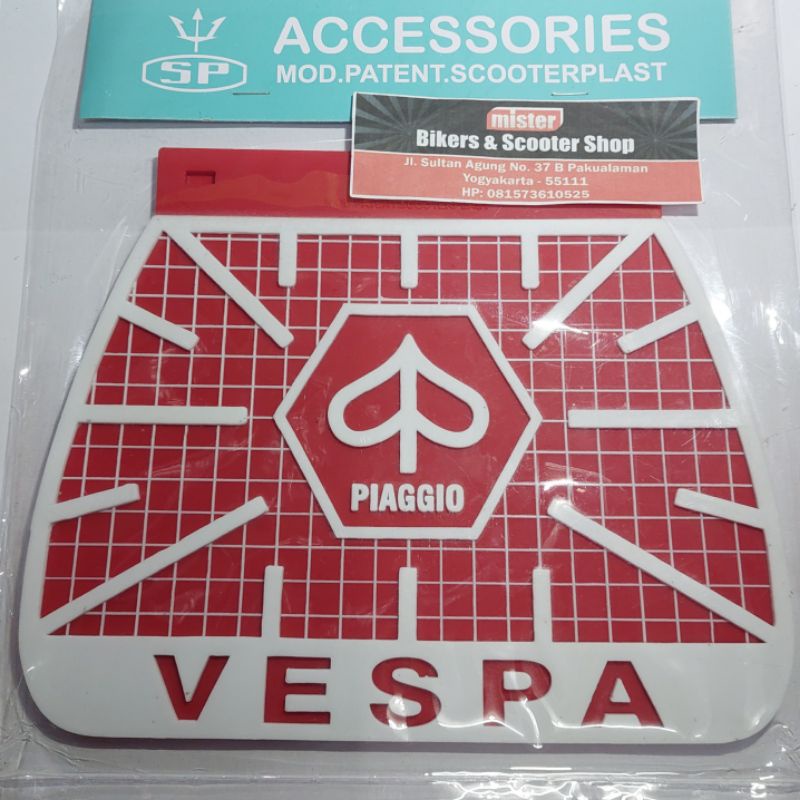 ACCESSORIES
SP
MOD.PATENT.SCOOTERPLAST
mister
Bikers & Scooter Shop
Jl. Sultan Agung No. 37 B Pakualaman
Yogyakarta - 55111
HP: 081573610525
PIAGGIO
VESPA